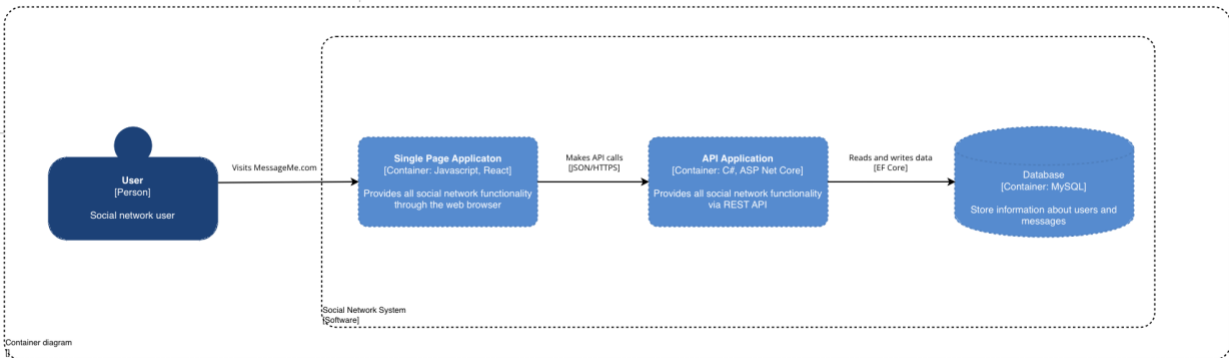 User
[Person]
Social network user
Visits MessageMe.com
Single Page Applicaton
[Container: Javascript, React]
Provides all social network functionality
through the web browser
Makes API calls
[JSON/HTTPS]
API Application
[Container: C#, ASP Net Core]
Provides all social network functionality
via REST API
Reads and writes data
[EF Core]
Database
[Container: MySQL]
Store information about users and
messages
Social Network System
[Software]
Container diagram